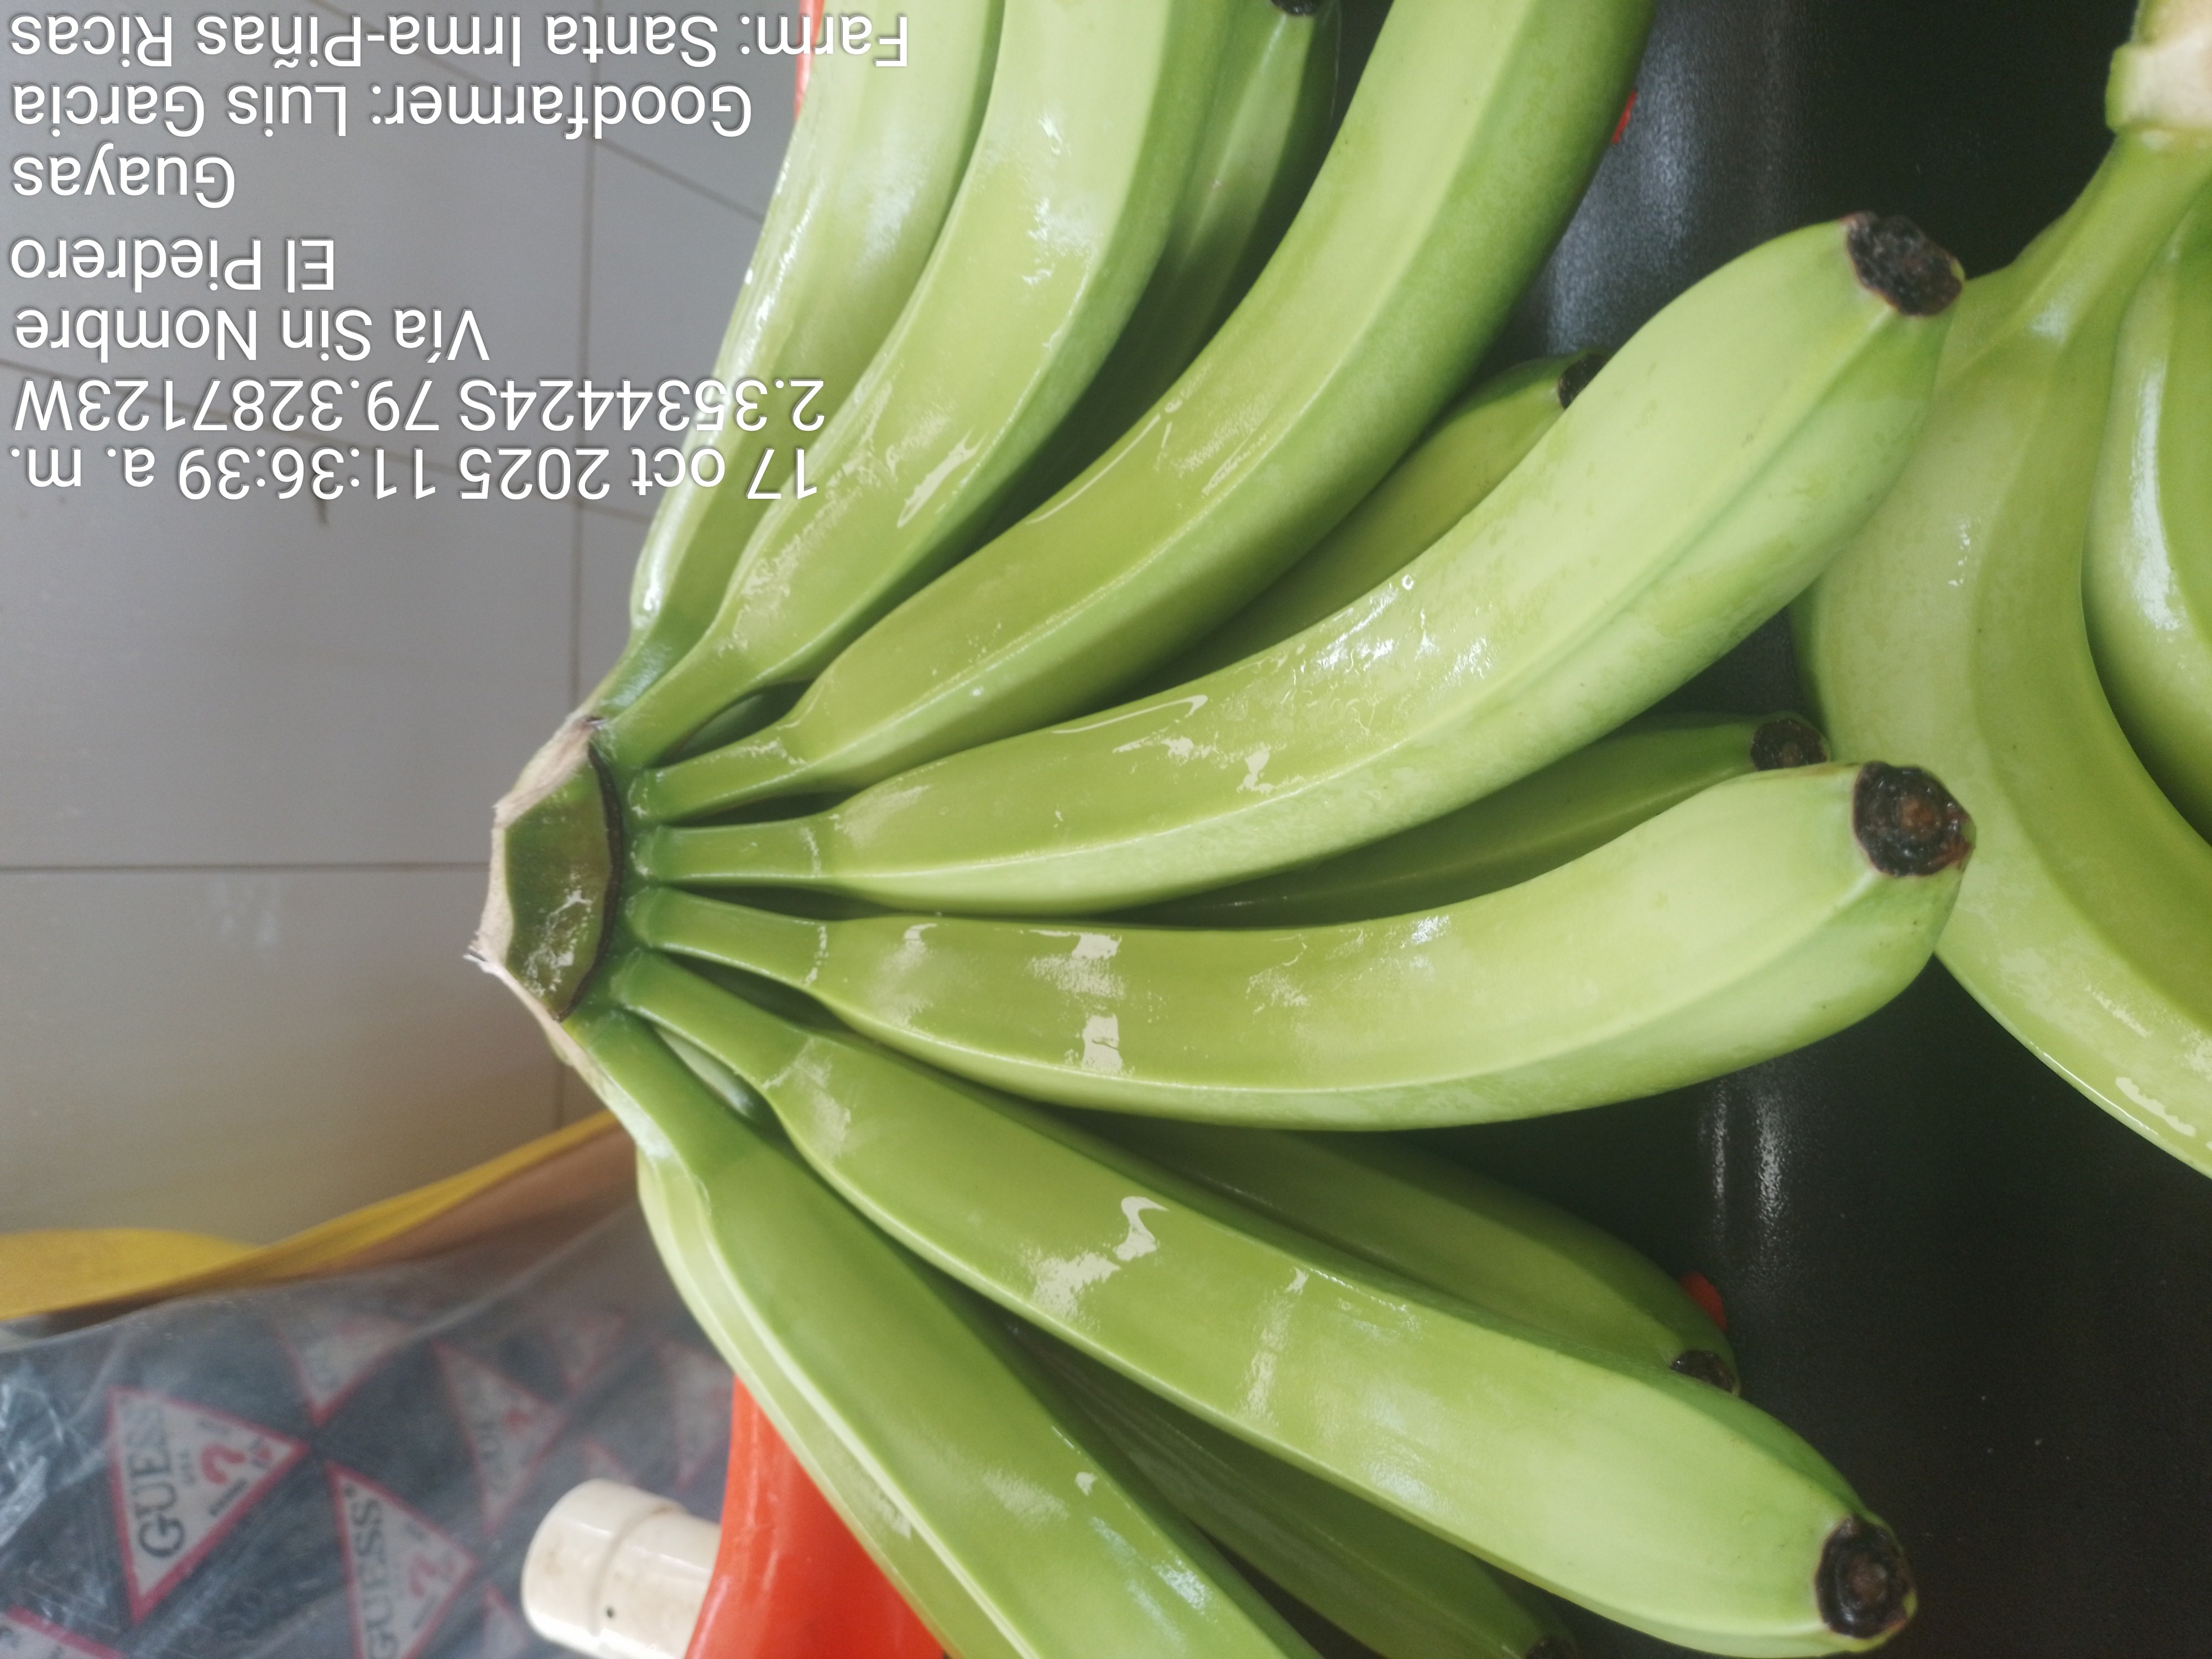 GUESS
?
GUESS
?
17 oct 2025 11:36:39 a. m.
2.3534424S 79.3287123W
Vía Sin Nombre
El Piedrero
Guayas
Goodfarmer: Luis Garcia
Farm: Santa Irma-Piñas Ricas